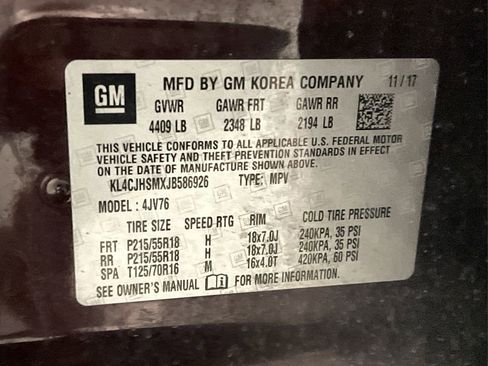 GM MFD BY GM KOREA COMPANY 11/17
GVWR GAWR FRT GAWR RR
4409 LB 2348 LB 2194 LB
THIS VEHICLE CONFORMS TO ALL APPLICABLE U.S. FEDERAL MOTOR
VEHICLE SAFETY AND THEFT PREVENTION STANDARDS IN EFFECT
ON THE DATE OF MANUFACTURE SHOWN ABOVE.
KL4CJHSMXJB586926 TYPE: MPV
MODEL: 4JV76
TIRE SIZE SPEED RTG RIM COLD TIRE PRESSURE
FRT P215/55R18 H 18x7.0J 240KPA, 35 PSI
RR P215/55R18 H 18x7.0J 240KPA, 35 PSI
SPA T125/70R16 M 16x4.0T 420KPA, 60 PSI
SEE OWNER'S MANUAL FOR MORE INFORMATION.